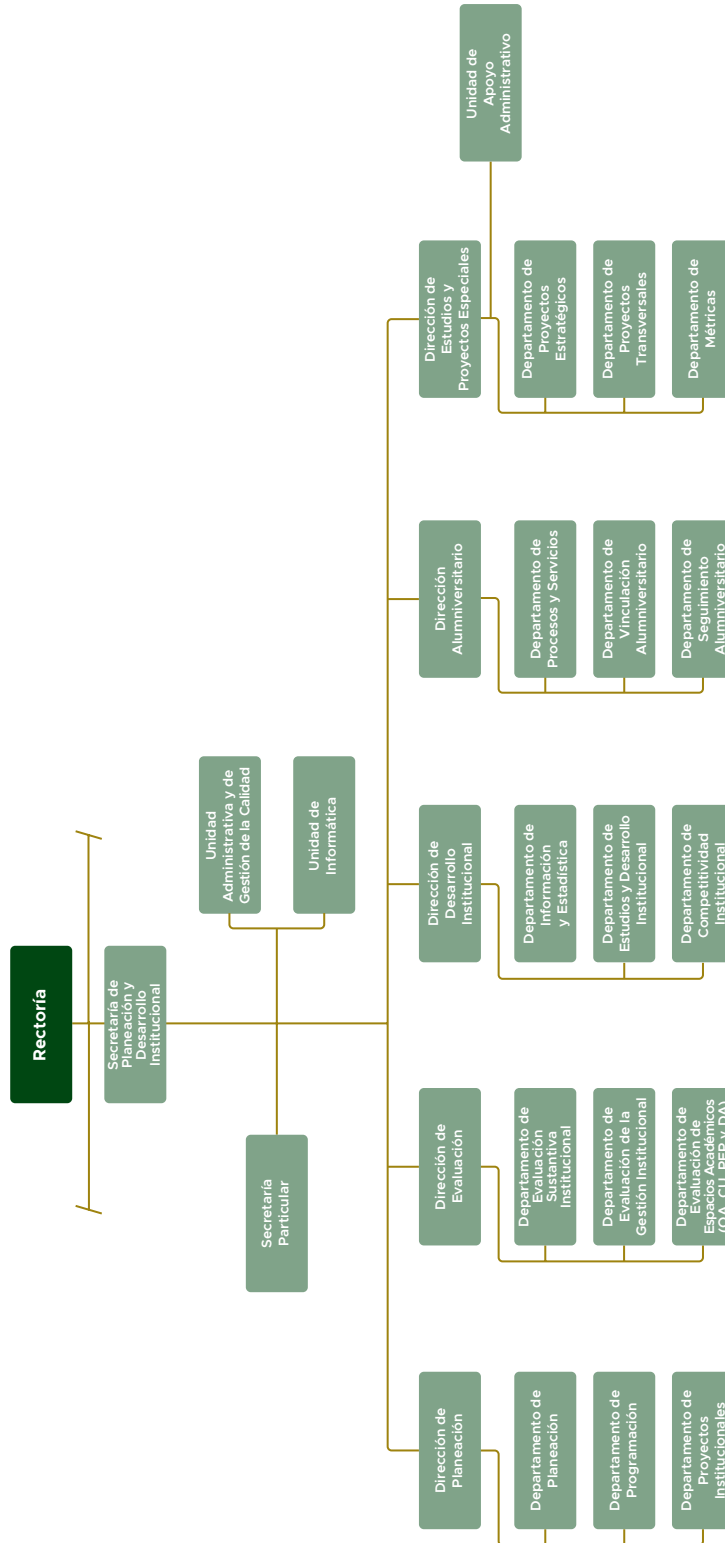 Rectoría
Secretaría de
Planeación y
Desarrollo
Institucional
Secretaría
Particular
Unidad
Administrativa y de
Gestión de la Calidad
Unidad de
Informática
Dirección de
Planeación
Departamento de
Planeación
Departamento de
Programación
Departamento de
Proyectos
Institucionales
Dirección de
Evaluación
Departamento de
Evaluación
Sustantiva
Institucional
Departamento de
Evaluación de la
Gestión Institucional
Departamento de
Evaluación de
Espacios Académicos
(O.A, CU, PEP y DA)
Dirección de
Desarrollo
Institucional
Departamento de
Información
y Estadística
Departamento de
Estudios y Desarrollo
Institucional
Departamento de
Competitividad
Institucional
Dirección
Alumniversitario
Departamento de
Procesos y Servicios
Departamento de
Vinculación
Alumniversitario
Departamento de
Seguimiento
Alumniversitario
Dirección de
Estudios y
Proyectos Especiales
Departamento de
Proyectos
Estratégicos
Departamento de
Proyectos
Transversales
Departamento de
Métricas
Unidad de
Apoyo
Administrativo